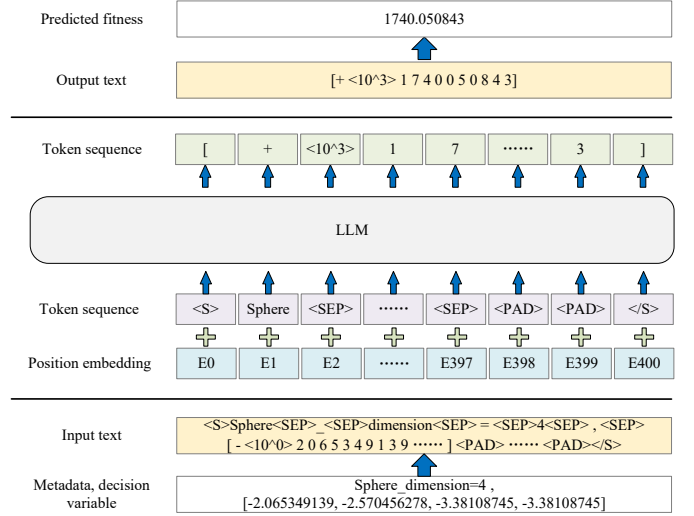 Predicted fitness
1740.050843
Output text
[+ <10^3> 1 7 4 0 0 5 0 8 4 3]
Token sequence
[ + <10^3> 1 7 ⋯⋯ 3 ]
LLM
Token sequence
<S> Sphere <SEP> ⋯⋯ <SEP> <PAD> <PAD> </S>
Position embedding
E0 E1 E2 ⋯⋯ E397 E398 E399 E400
Input text
<S>Sphere<SEP>_<SEP>dimension<SEP> = <SEP>4<SEP> , <SEP>
[ - <10^0> 2 0 6 5 3 4 9 1 3 9 ⋯⋯ ] <PAD> ⋯⋯ <PAD></S>
Metadata, decision
variable
Sphere_dimension=4 ,
[-2.065349139, -2.570456278, -3.38108745, -3.38108745]